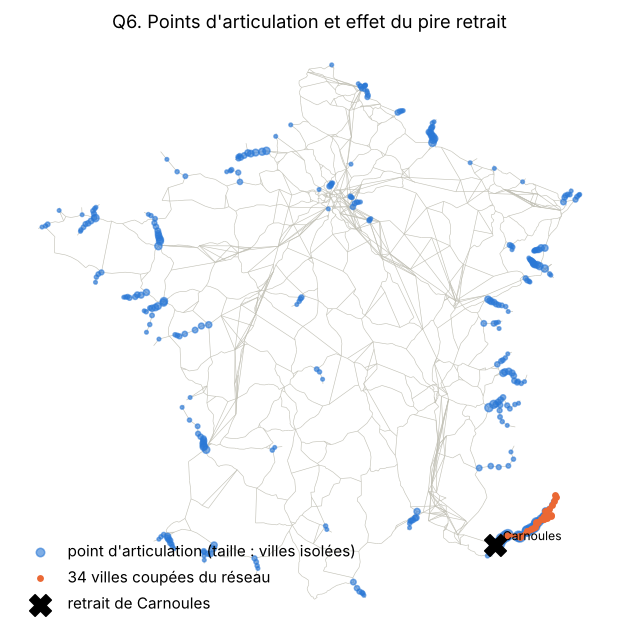 Q6. Points d'articulation et effet du pire retrait
Carnoules
point d'articulation (taille : villes isolées)
34 villes coupées du réseau
retrait de Carnoules